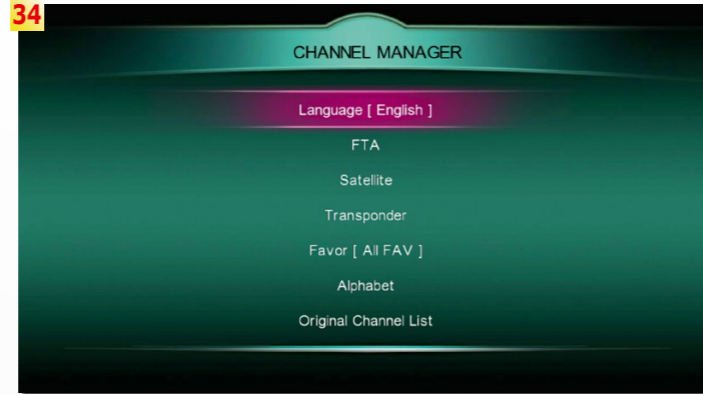 34
CHANNEL MANAGER
Language [ English ]
FTA
Satellite
Transponder
Favor [ All FAV ]
Alphabet
Original Channel List